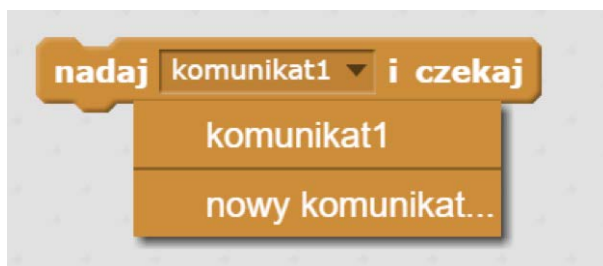 nadaj komunikat1 i czekaj
komunikat1
nowy komunikat...